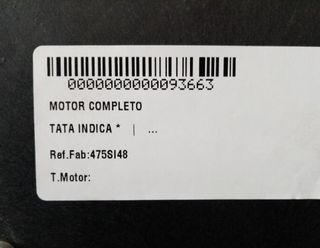 0000000000093663
MOTOR COMPLETO
TATA INDICA * | ...
Ref.Fab:475SI48
T.Motor: